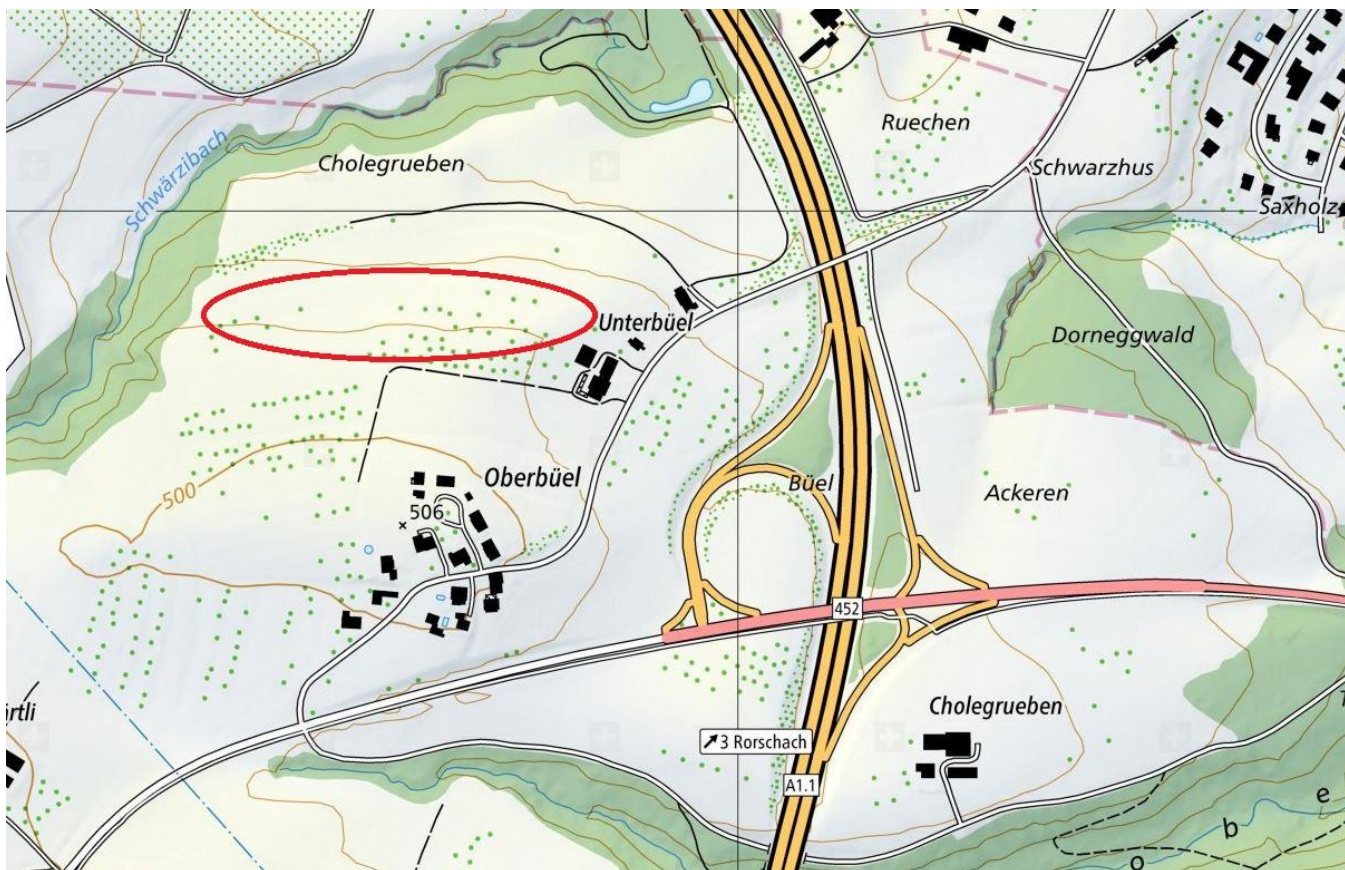 Ruechen
Cholegrueben
Schwarzhus
Schwärzibach
Saxholz
Unterbüel
Dorneggwald
Oberbüel
Büel
Ackeren
500
506
452
Cholegrueben
3 Rorschach
A1.1
e
b
o